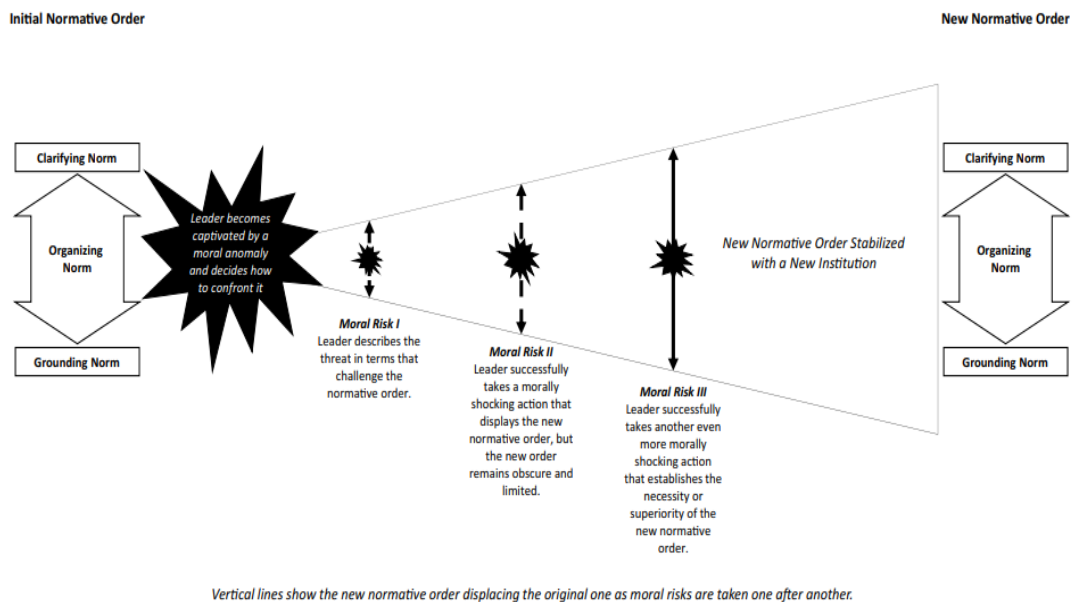 Initial Normative Order
New Normative Order
Clarifying Norm
Organizing
Norm
Grounding Norm
Leader becomes
captivated by a
moral anomaly
and decides how
to confront it
Moral Risk I
Leader describes the
threat in terms that
challenge the
normative order.
Moral Risk II
Leader successfully
takes a morally
shocking action that
displays the new
normative order, but
the new order
remains obscure and
limited.
Moral Risk III
Leader successfully
takes another even
more morally
shocking action
that establishes the
necessity or
superiority of the
new normative
order.
New Normative Order Stabilized
with a New Institution
Clarifying Norm
Organizing
Norm
Grounding Norm
Vertical lines show the new normative order displacing the original one as moral risks are taken one after another.